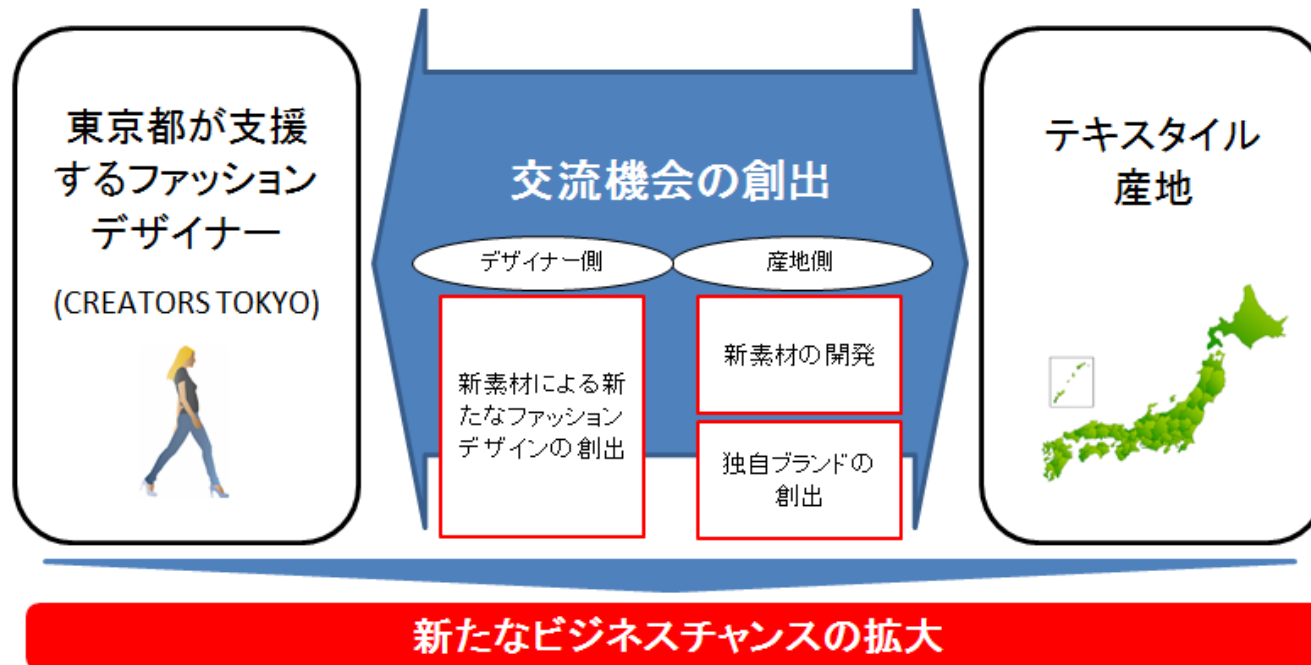 東京都が支援
するファッション
デザイナー
(CREATORS TOKYO)
交流機会の創出
デザイナー側
産地側
新素材による新
たなファッション
デザインの創出
新素材の開発
独自ブランドの
創出
テキスタイル
産地
新たなビジネスチャンスの拡大